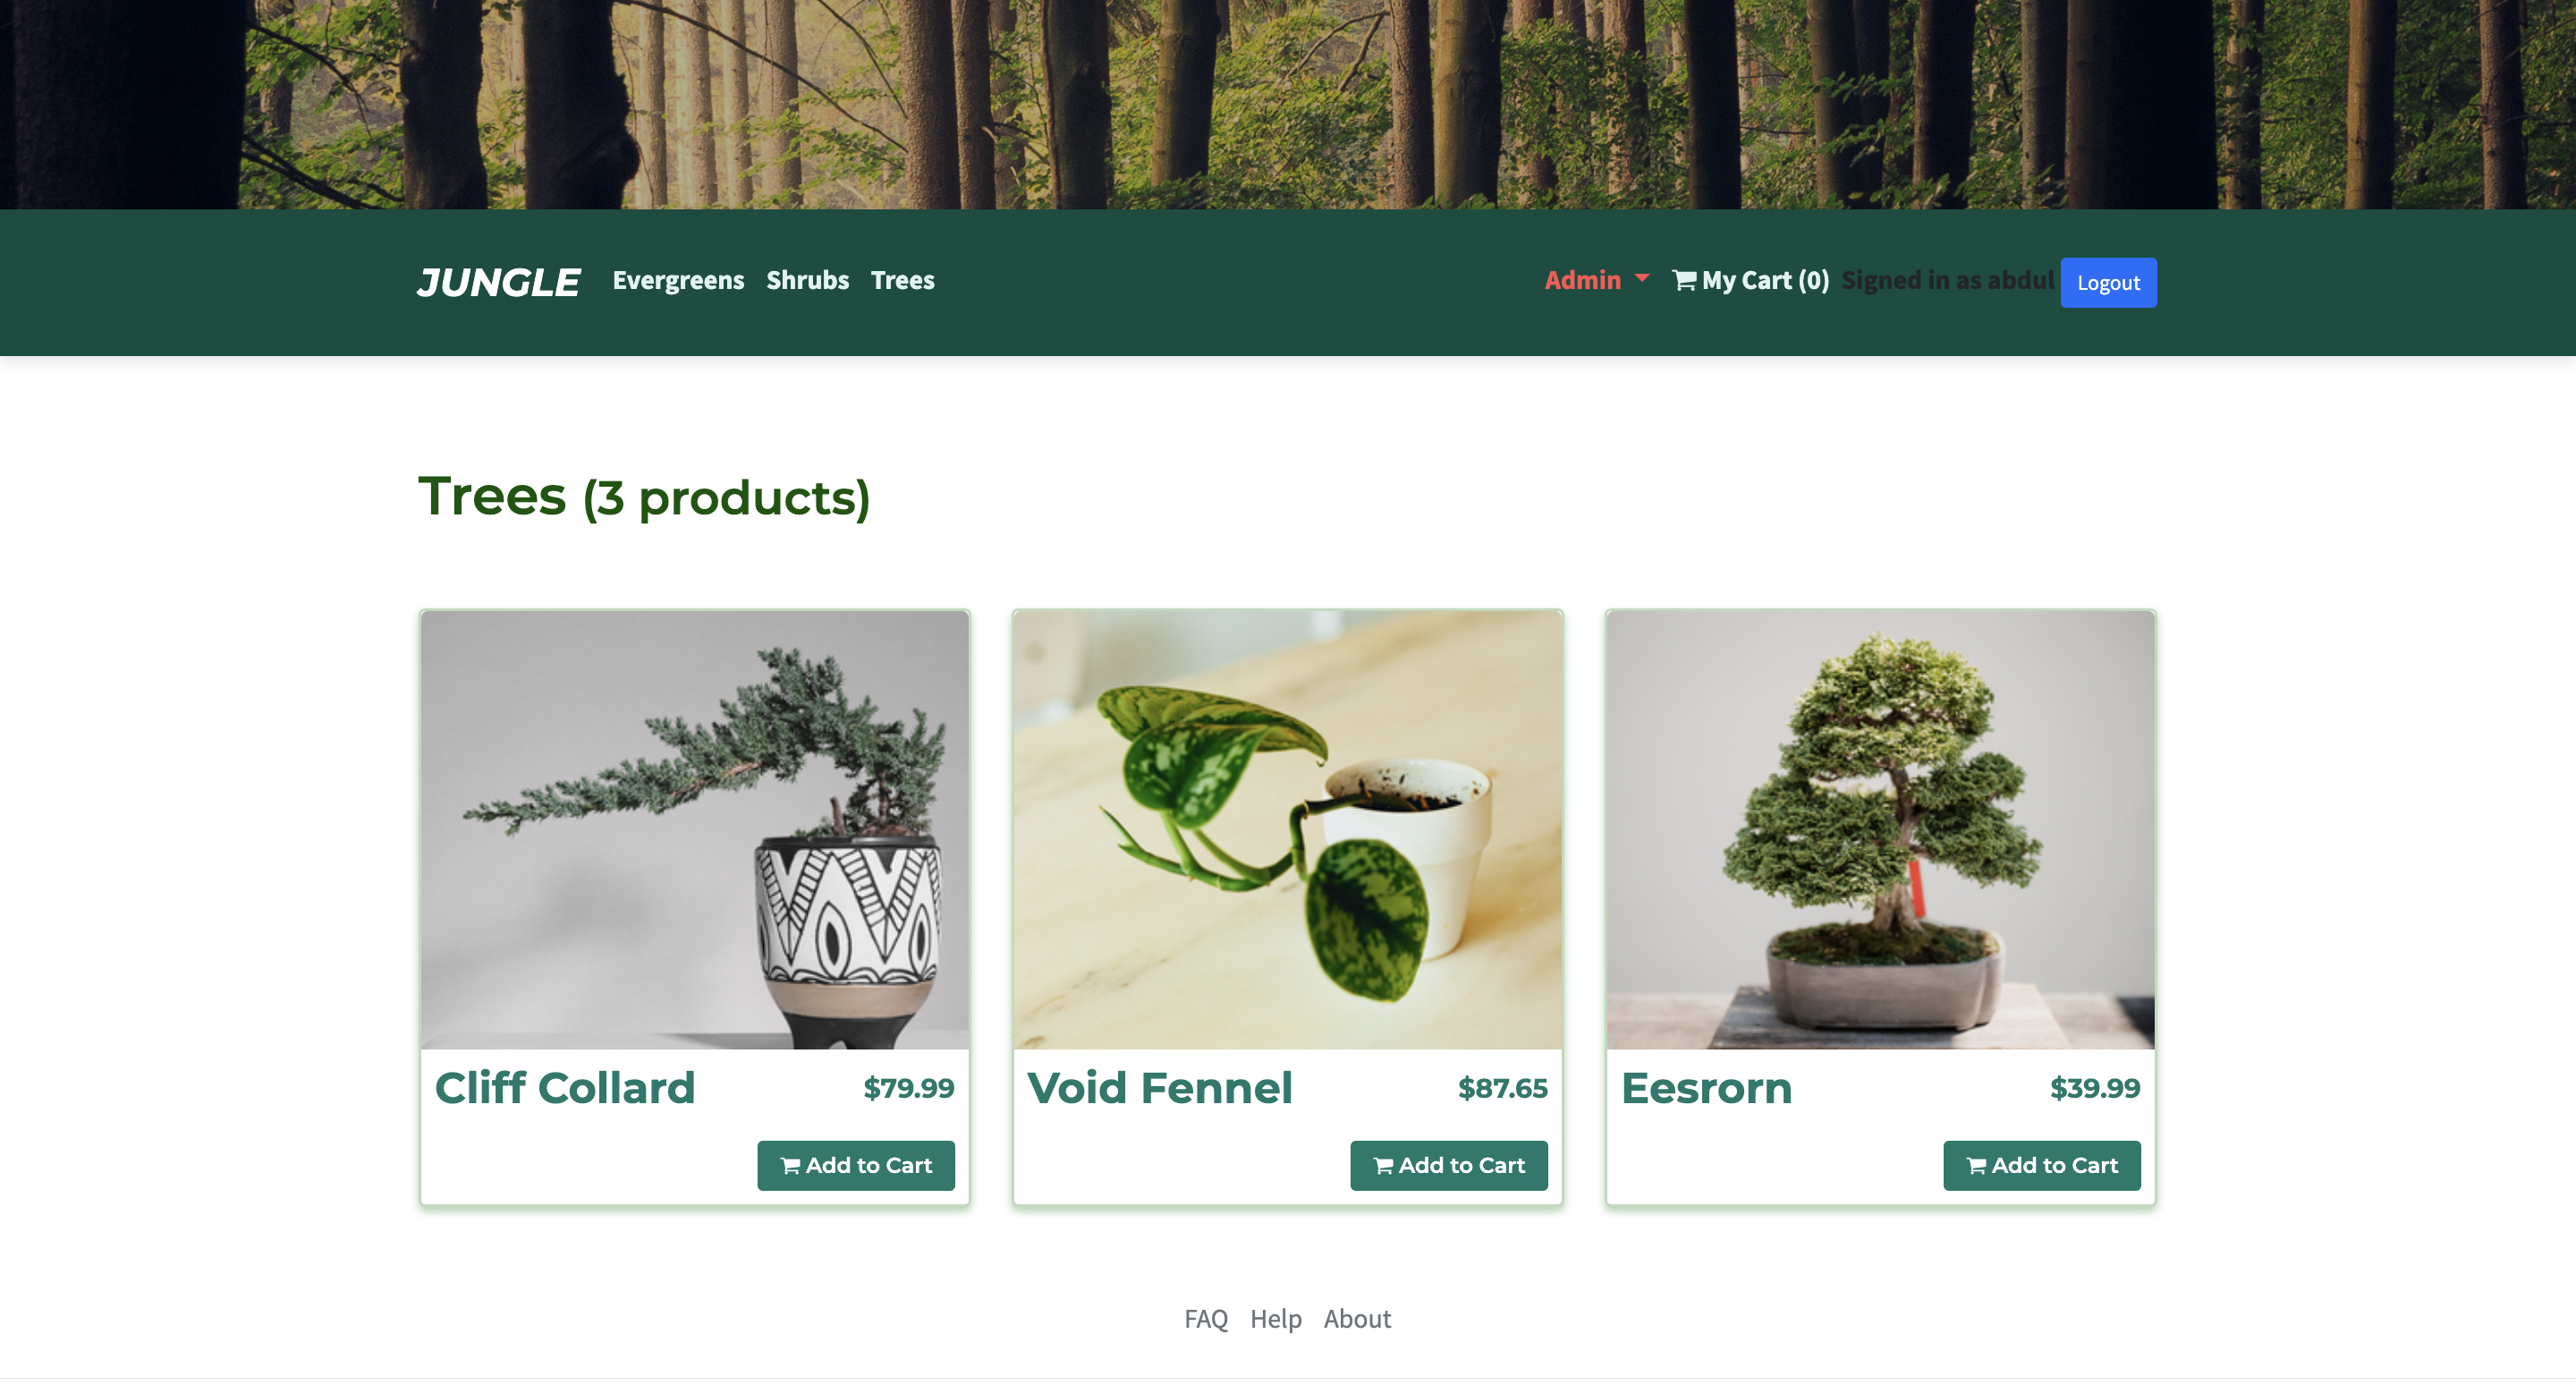 JUNGLE Evergreens Shrubs Trees Admin My Cart (0) Signed in as abdul Logout
Trees (3 products)
Cliff Collard $79.99
Add to Cart
Void Fennel $87.65
Add to Cart
Eesrorn $39.99
Add to Cart
FAQ Help About